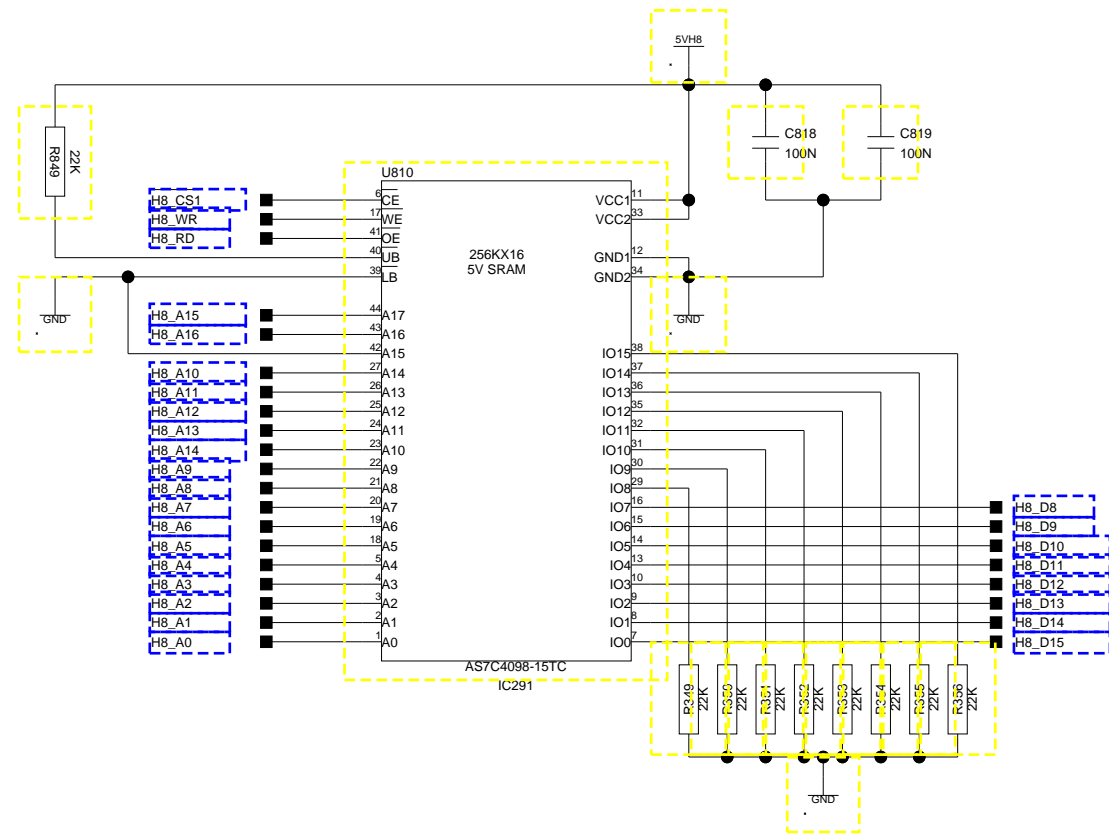 5VH8
C818
100N
C819
100N
R849
22K
U810
H8_CS1
6
CE
H8_WR
17
WE
H8_RD
41
OE
40
UB
39
LB
GND
H8_A15
44
A17
H8_A16
43
A16
42
A15
H8_A10
27
A14
H8_A11
26
A13
H8_A12
25
A12
H8_A13
24
A11
H8_A14
23
A10
H8_A9
22
A9
H8_A8
21
A8
H8_A7
20
A7
H8_A6
19
A6
H8_A5
18
A5
H8_A4
5
A4
H8_A3
4
A3
H8_A2
3
A2
H8_A1
2
A1
H8_A0
1
A0
256KX16
5V SRAM
VCC1
11
VCC2
33
GND1
12
GND2
34
GND
IO15
38
IO14
37
IO13
36
IO12
35
IO11
32
IO10
31
IO9
30
IO8
29
IO7
16
H8_D8
IO6
15
H8_D9
IO5
14
H8_D10
IO4
13
H8_D11
IO3
10
H8_D12
IO2
9
H8_D13
IO1
8
H8_D14
IO0
7
H8_D15
AS7C4098-15TC
IC291
R349
22K
R350
22K
R351
22K
R352
22K
R353
22K
R354
22K
R355
22K
R356
22K
GND